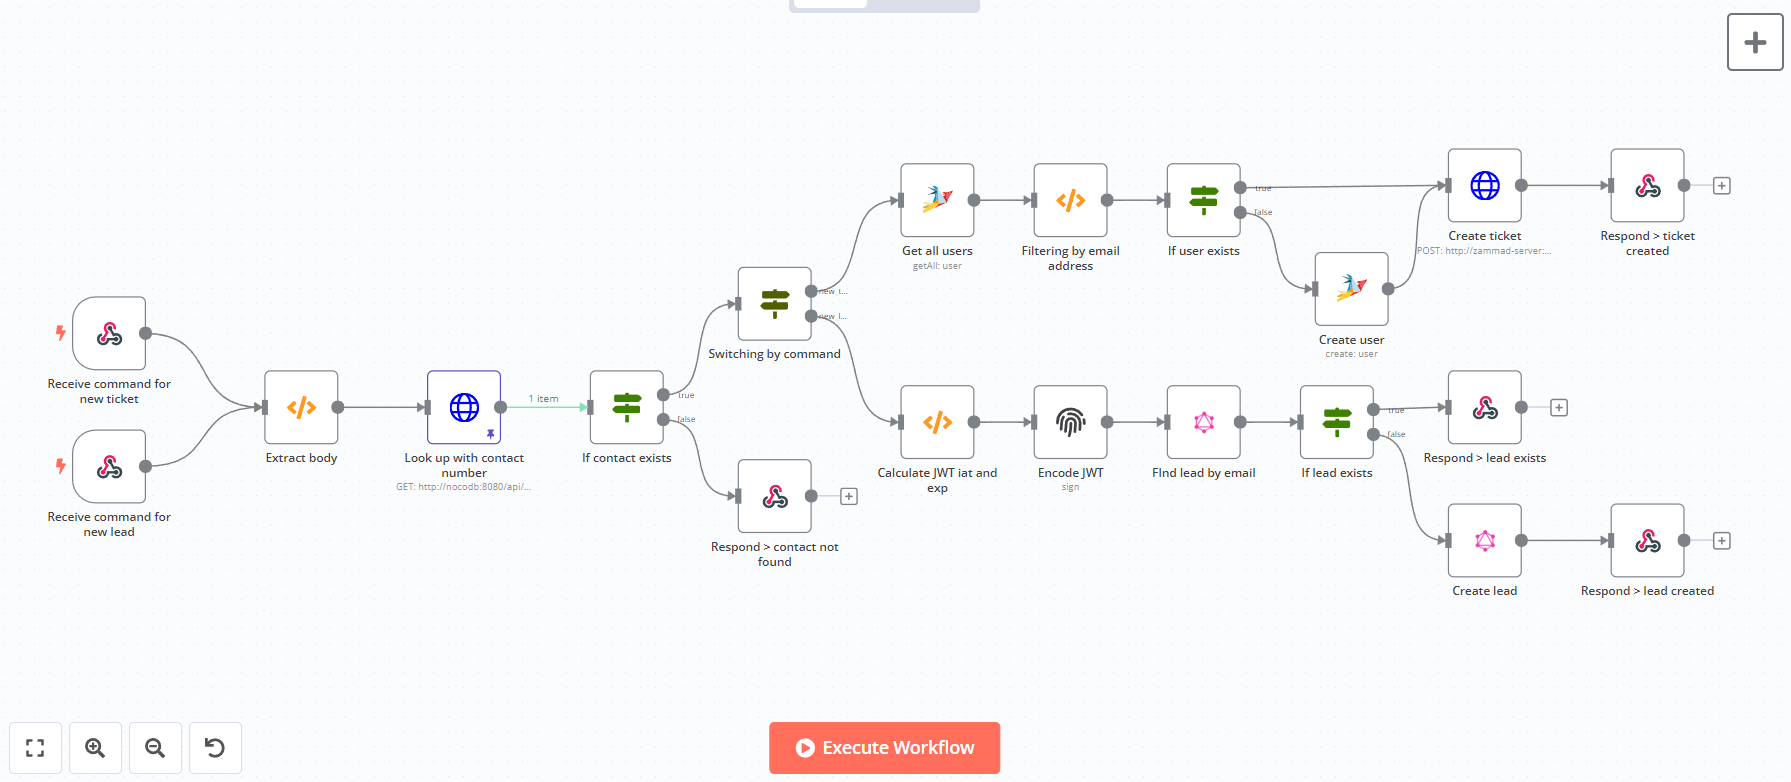 Get all users
getAll: user
Filtering by email
address
If user exists
true
false
Create ticket
POST: http://zammad-server:...
Respond > ticket
created
Create user
create: user
Switching by command
new_t...
new_l...
Receive command for
new ticket
Receive command for
new lead
Extract body
Look up with contact
number
GET: http://nocodb:8080/api/...
1 item
If contact exists
true
false
Respond > contact not
found
Calculate JWT iat and
exp
Encode JWT
sign
FInd lead by email
If lead exists
true
false
Respond > lead exists
Create lead
Respond > lead created
Execute Workflow